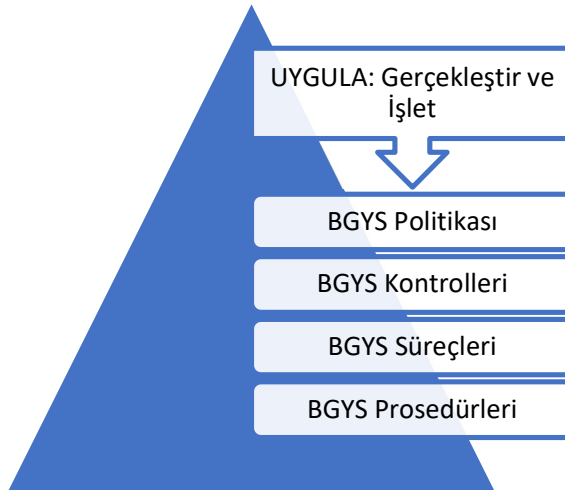 UYGULA: Gerçekleştir ve
İşlet
BGYS Politikası
BGYS Kontrolleri
BGYS Süreçleri
BGYS Prosedürleri